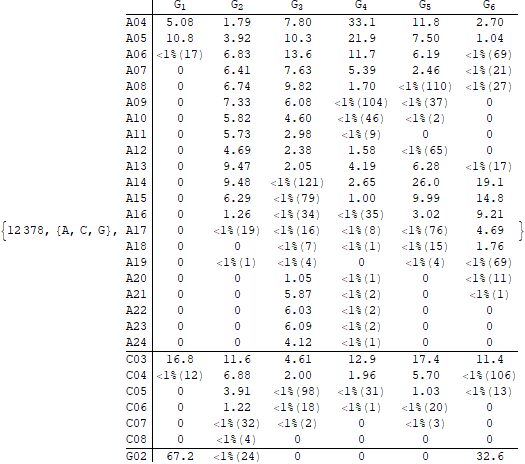 G1 G2 G3 G4 G5 G6
A04 5.08 1.79 7.80 33.1 11.8 2.70
A05 10.8 3.92 10.3 21.9 7.50 1.04
A06 <1%(17) 6.83 13.6 11.7 6.19 <1%(69)
A07 0 6.41 7.63 5.39 2.46 <1%(21)
A08 0 6.74 9.82 1.70 <1%(110) <1%(27)
A09 0 7.33 6.08 <1%(104) <1%(37) 0
A10 0 5.82 4.60 <1%(46) <1%(2) 0
A11 0 5.73 2.98 <1%(9) 0 0
A12 0 4.69 2.38 1.58 <1%(65) 0
A13 0 9.47 2.05 4.19 6.28 <1%(17)
A14 0 9.48 <1%(121) 2.65 26.0 19.1
A15 0 6.29 <1%(79) 1.00 9.99 14.8
A16 0 1.26 <1%(34) <1%(35) 3.02 9.21
{12378, {A, C, G}, A17 0 <1%(19) <1%(16) <1%(8) <1%(76) 4.69 }
A18 0 0 <1%(7) <1%(1) <1%(15) 1.76
A19 0 <1%(1) <1%(4) 0 <1%(4) <1%(69)
A20 0 0 1.05 <1%(1) 0 <1%(11)
A21 0 0 5.87 <1%(2) 0 <1%(1)
A22 0 0 6.03 <1%(2) 0 0
A23 0 0 6.09 <1%(2) 0 0
A24 0 0 4.12 <1%(1) 0 0
C03 16.8 11.6 4.61 12.9 17.4 11.4
C04 <1%(12) 6.88 2.00 1.96 5.70 <1%(106)
C05 0 3.91 <1%(98) <1%(31) 1.03 <1%(13)
C06 0 1.22 <1%(18) <1%(1) <1%(20) 0
C07 0 <1%(32) <1%(2) 0 <1%(3) 0
C08 0 <1%(4) 0 0 0 0
G02 67.2 <1%(24) 0 0 0 32.6